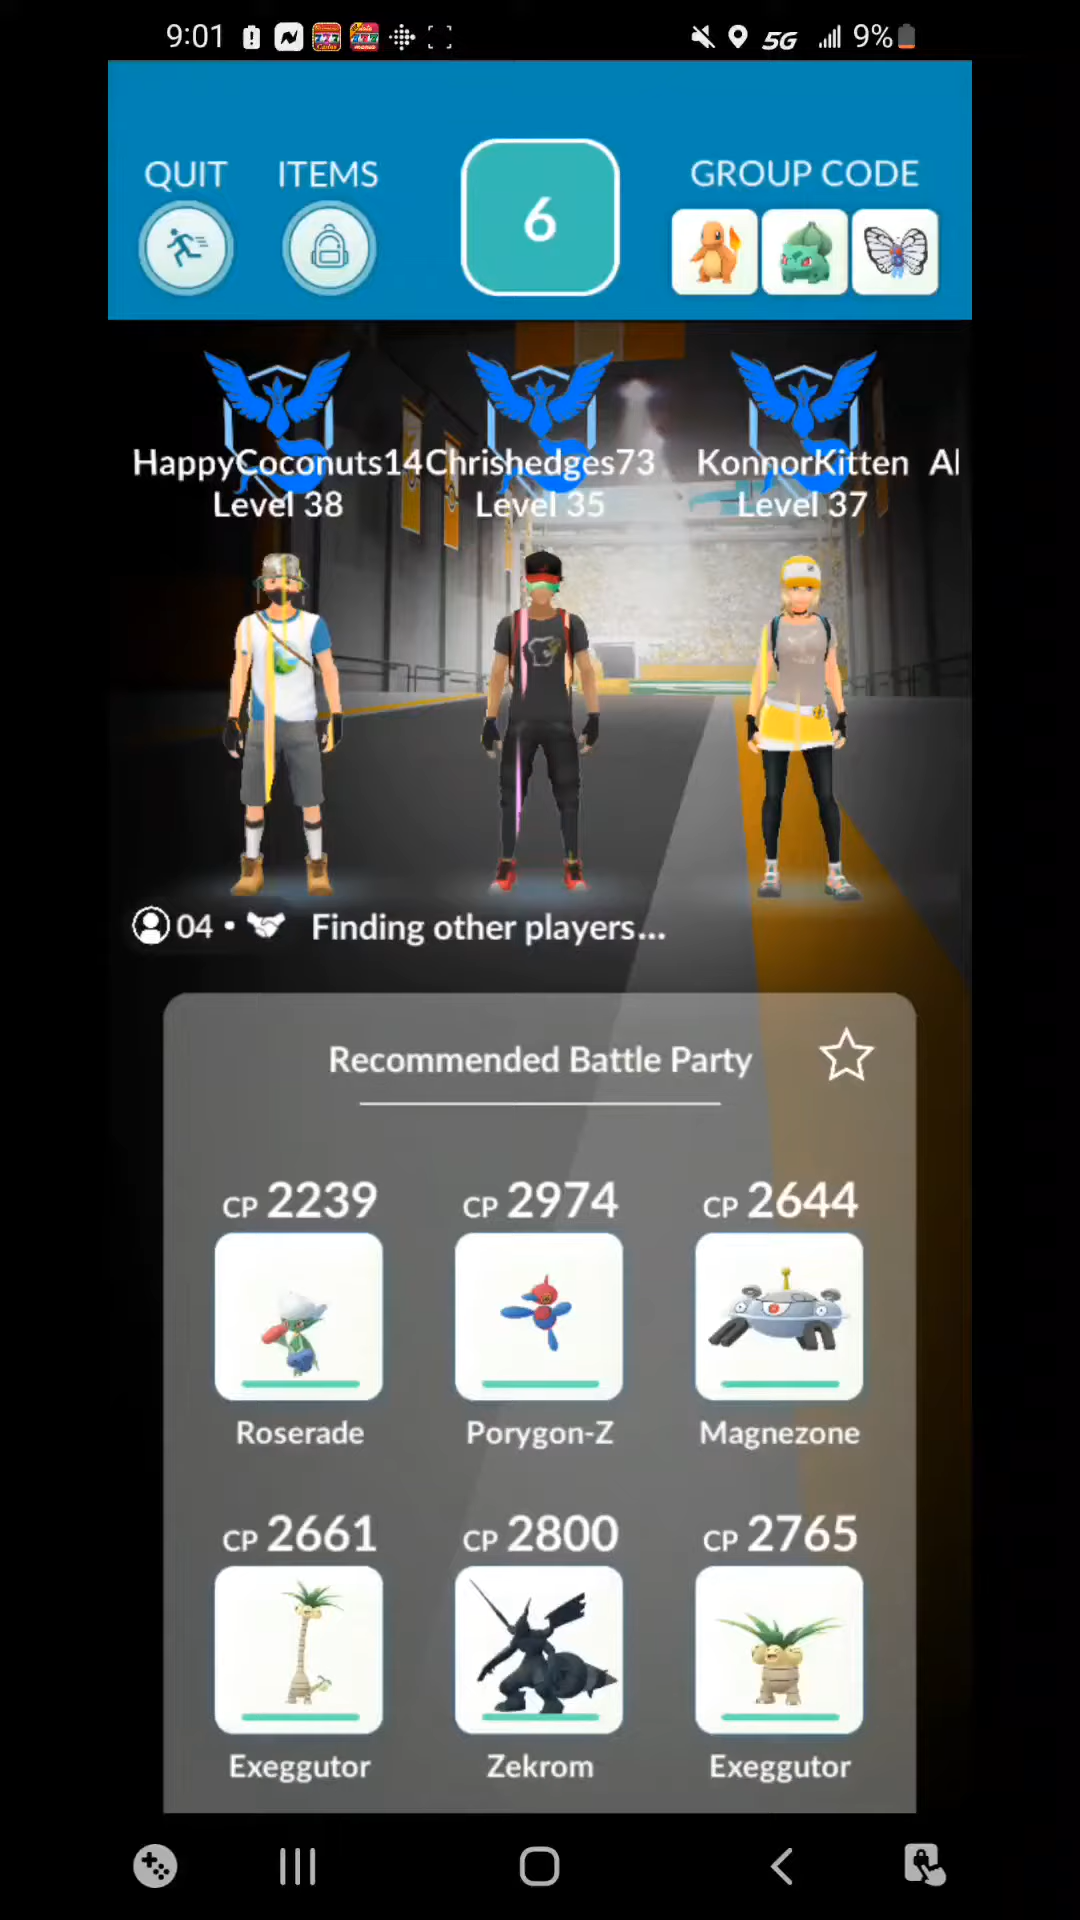 9:01 5G 9%
QUIT ITEMS 6 GROUP CODE
HappyCoconuts14 Chrishedges73 KonnorKitten Al
Level 38 Level 35 Level 37
04 • Finding other players...
Recommended Battle Party
CP 2239 CP 2974 CP 2644
Roserade Porygon-Z Magnezone
CP 2661 CP 2800 CP 2765
Exeggutor Zekrom Exeggutor